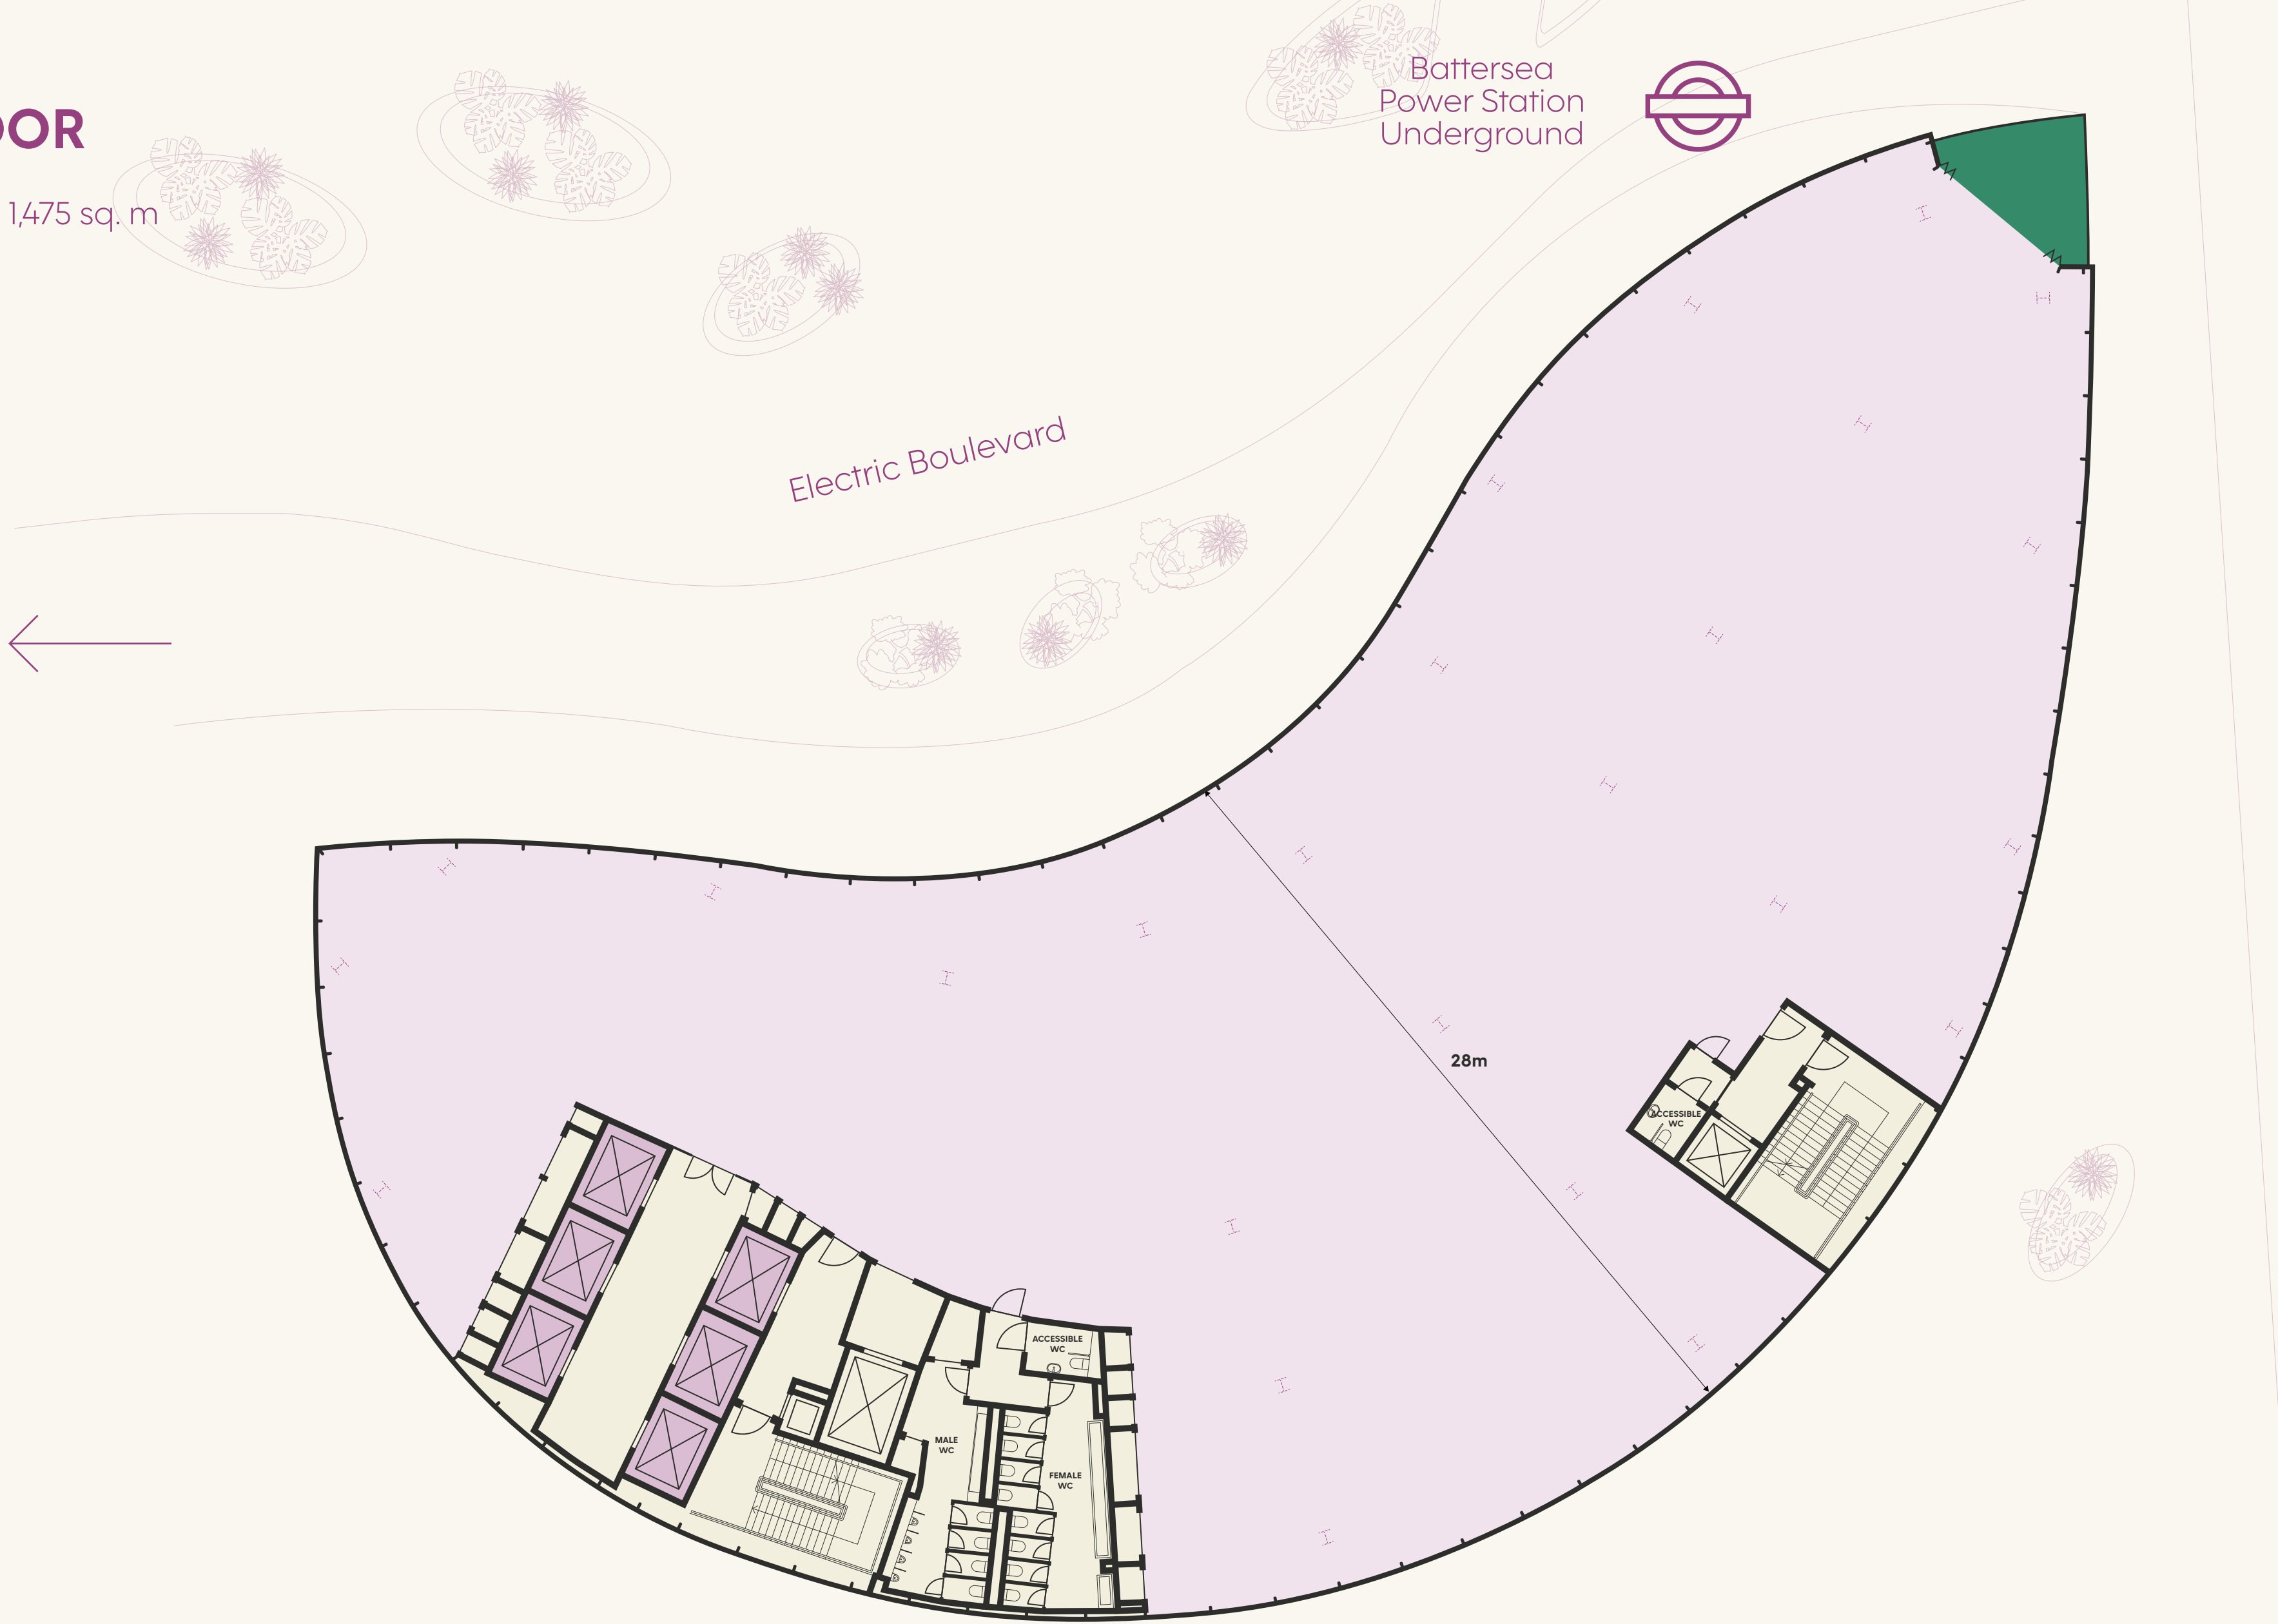 OOR
1,475 sq. m
Battersea
Power Station
Underground
Electric Boulevard
28m
ACCESSIBLE
WC
ACCESSIBLE
WC
MALE
WC
FEMALE
WC